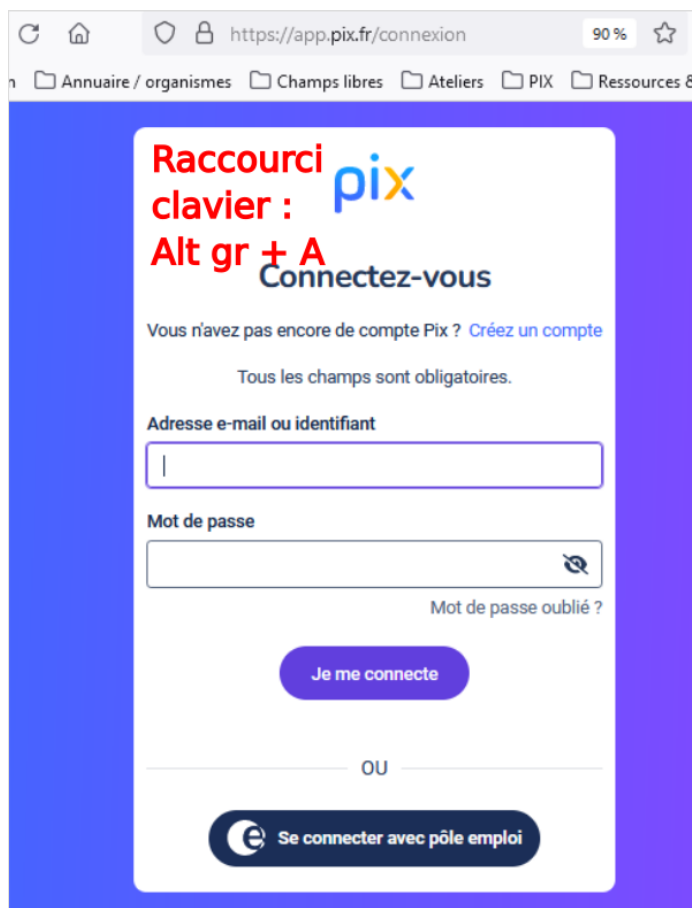 https://app.pix.fr/connexion 90 %
Annuaire / organismes Champs libres Ateliers PIX Ressources &
Raccourci
clavier :
Alt gr + A
pix
Connectez-vous
Vous n'avez pas encore de compte Pix ? Créez un compte
Tous les champs sont obligatoires.
Adresse e-mail ou identifiant
Mot de passe
Mot de passe oublié ?
Je me connecte
OU
e Se connecter avec pôle emploi